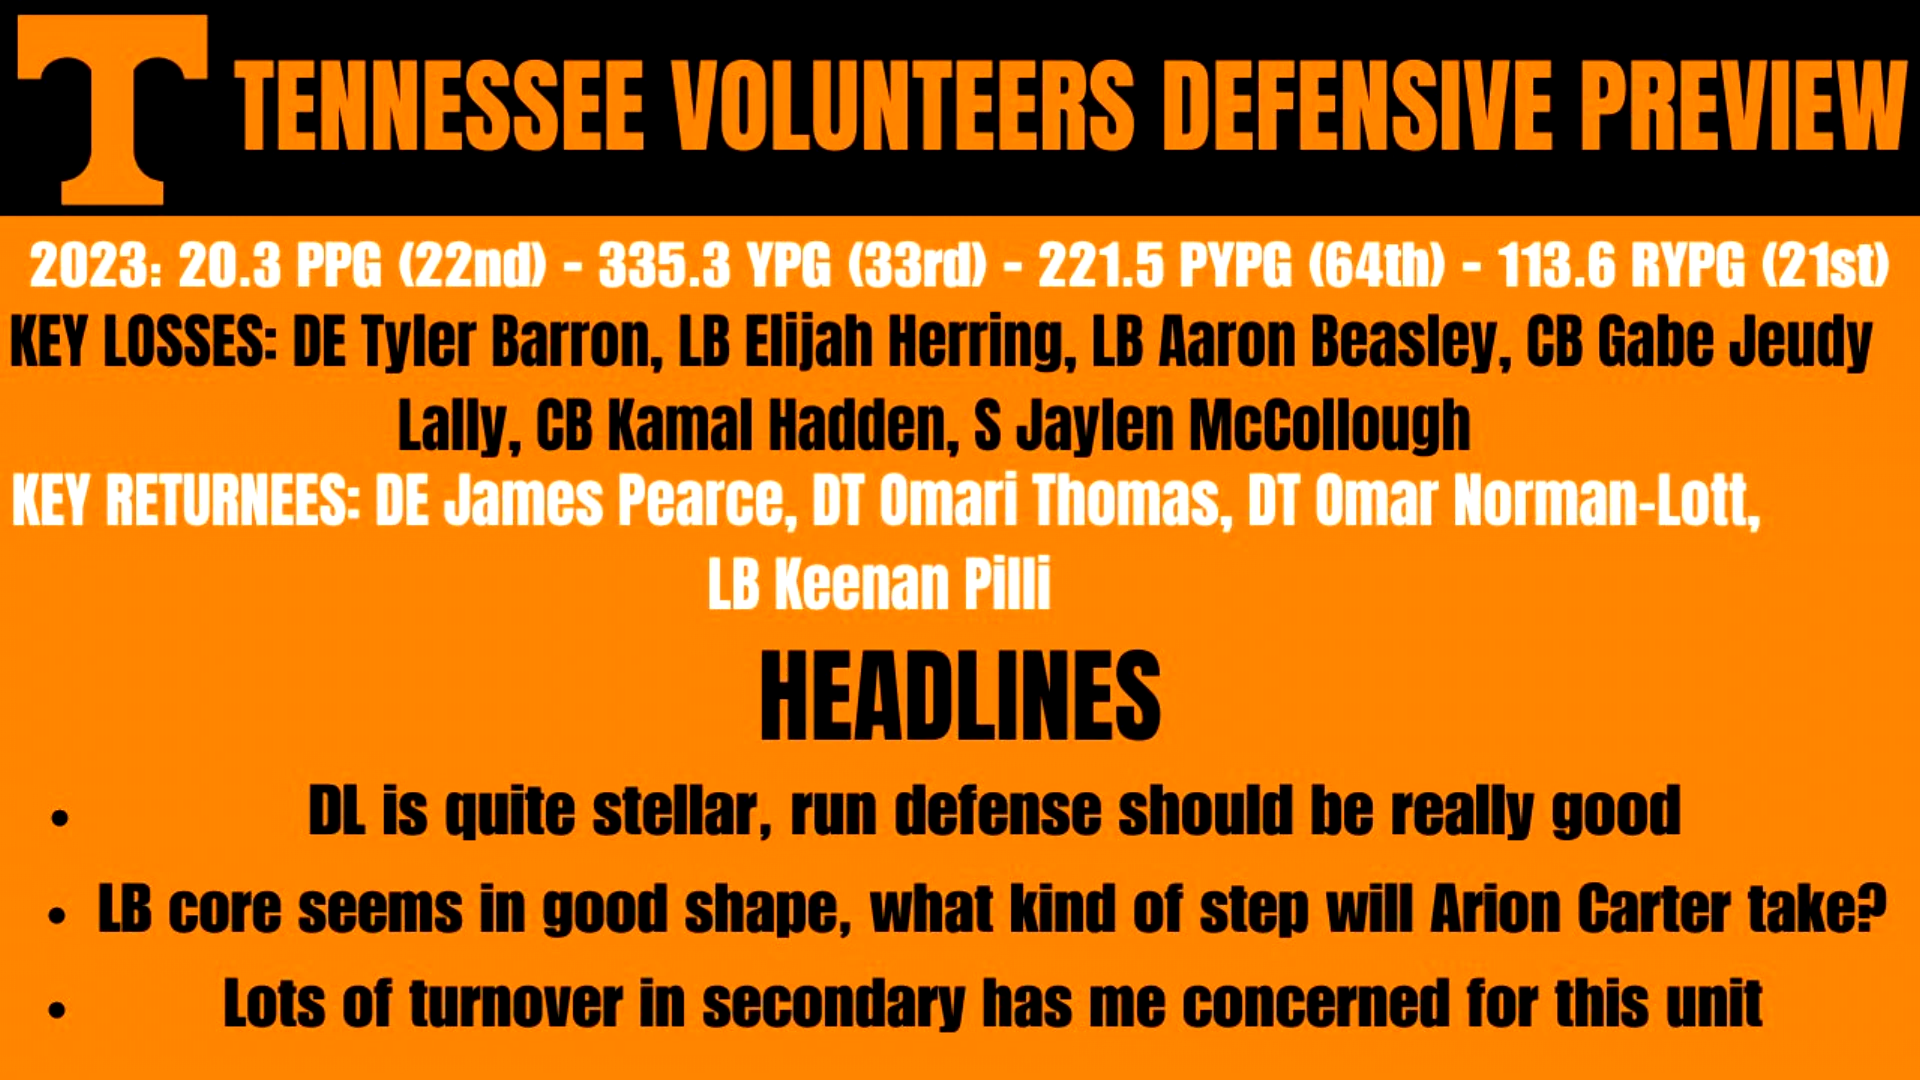 T TENNESSEE VOLUNTEERS DEFENSIVE PREVIEW
2023: 20.3 PPG (22nd) - 335.3 YPG (33rd) - 221.5 PYPG (64th) - 113.6 RYPG (21st)
KEY LOSSES: DE Tyler Barron, LB Elijah Herring, LB Aaron Beasley, CB Gabe Jeudy
Lally, CB Kamal Hadden, S Jaylen McCollough
KEY RETURNEES: DE James Pearce, DT Omari Thomas, DT Omar Norman-Lott,
LB Keenan Pilli
HEADLINES
• DL is quite stellar, run defense should be really good
• LB core seems in good shape, what kind of step will Arion Carter take?
• Lots of turnover in secondary has me concerned for this unit